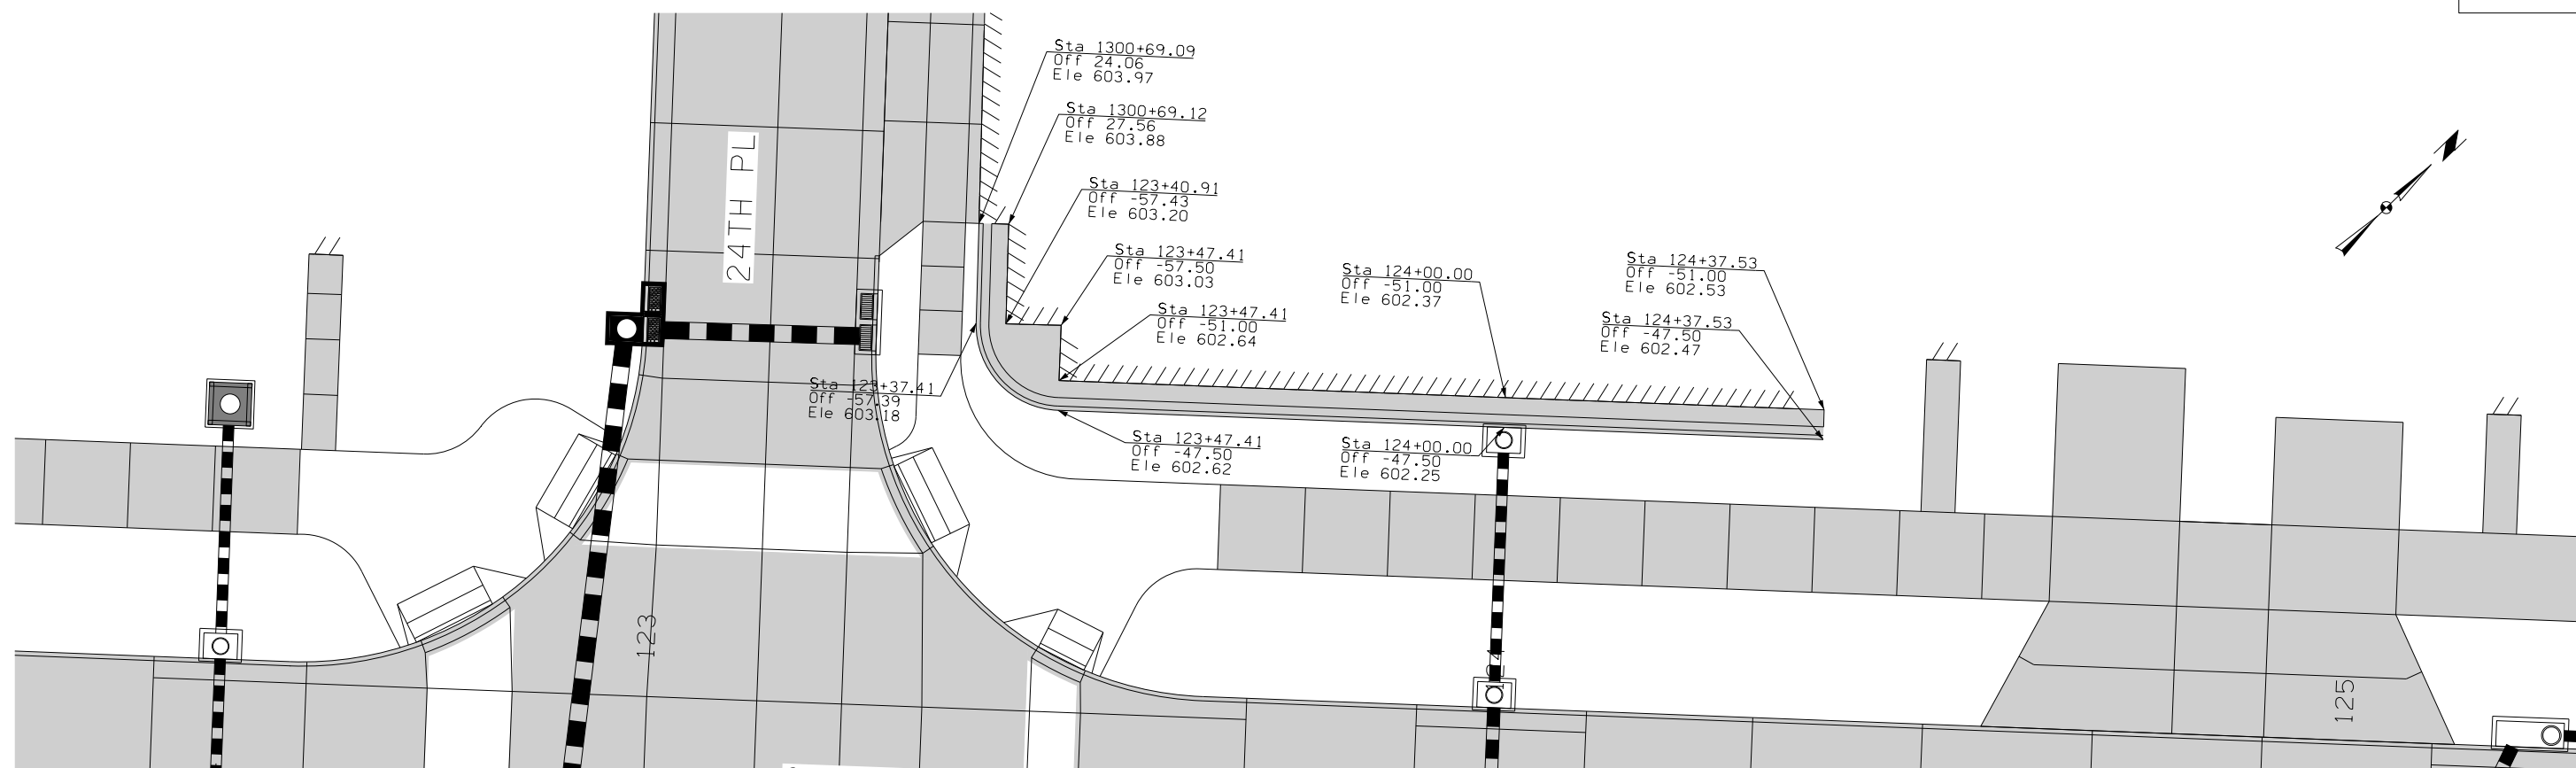 Sta 1300+69.09
Off 24.06
Ele 603.97
Sta 1300+69.12
Off 27.56
Ele 603.88
Sta 123+40.91
Off -57.43
Ele 603.20
Sta 123+47.41
Off -57.50
Ele 603.03
Sta 123+47.41
Off -51.00
Ele 602.64
Sta 124+00.00
Off -51.00
Ele 602.37
Sta 124+37.53
Off -51.00
Ele 602.53
Sta 124+37.53
Off -47.50
Ele 602.47
24TH PL
N
Sta 123+37.41
Off -57.39
Ele 603.18
Sta 123+47.41
Off -47.50
Ele 602.62
Sta 124+00.00
Off -47.50
Ele 602.25
123
125